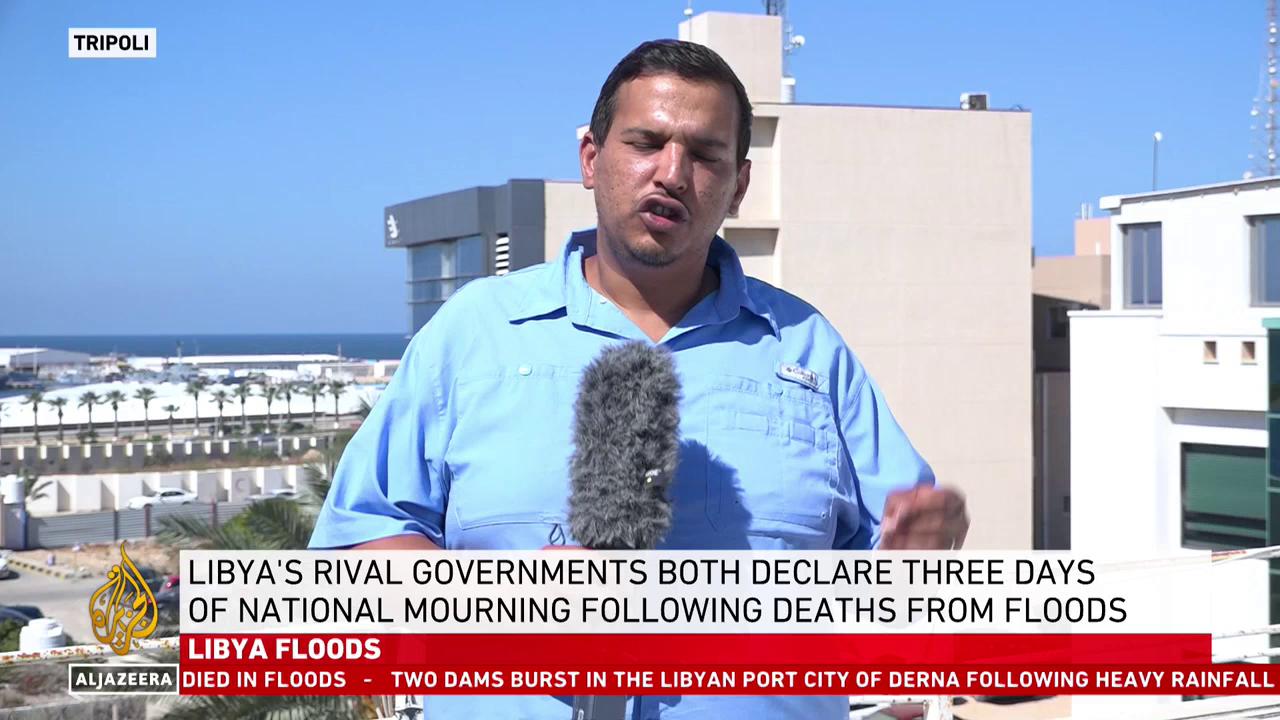 TRIPOLI
LIBYA'S RIVAL GOVERNMENTS BOTH DECLARE THREE DAYS
OF NATIONAL MOURNING FOLLOWING DEATHS FROM FLOODS
LIBYA FLOODS
ALJAZEERA
DIED IN FLOODS - TWO DAMS BURST IN THE LIBYAN PORT CITY OF DERNA FOLLOWING HEAVY RAINFALL